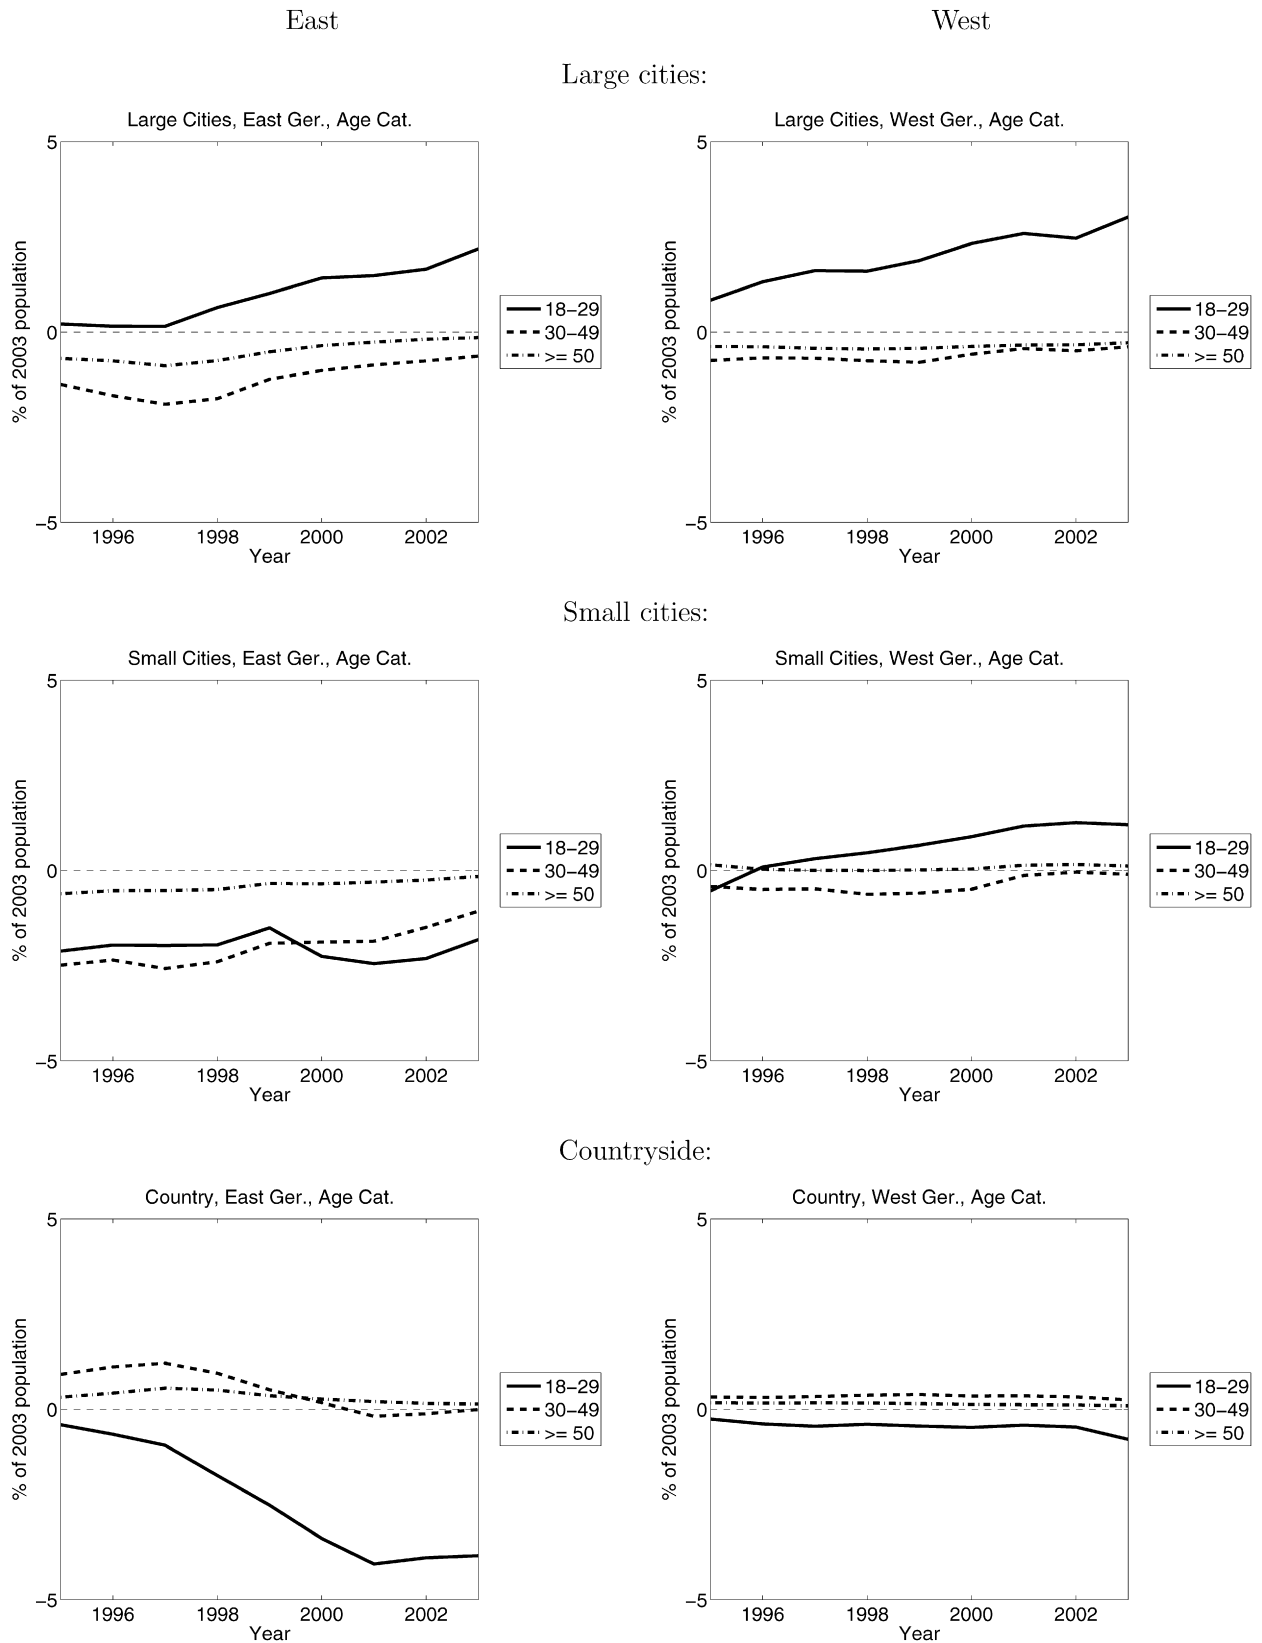 East
West
Large cities:
Large Cities, East Ger., Age Cat.
5
0
−5
% of 2003 population
1996 1998 2000 2002
Year
18−29
30−49
>= 50
Large Cities, West Ger., Age Cat.
5
0
−5
% of 2003 population
1996 1998 2000 2002
Year
18−29
30−49
>= 50
Small cities:
Small Cities, East Ger., Age Cat.
5
0
−5
% of 2003 population
1996 1998 2000 2002
Year
18−29
30−49
>= 50
Small Cities, West Ger., Age Cat.
5
0
−5
% of 2003 population
1996 1998 2000 2002
Year
18−29
30−49
>= 50
Countryside:
Country, East Ger., Age Cat.
5
0
−5
% of 2003 population
1996 1998 2000 2002
Year
18−29
30−49
>= 50
Country, West Ger., Age Cat.
5
0
−5
% of 2003 population
1996 1998 2000 2002
Year
18−29
30−49
>= 50